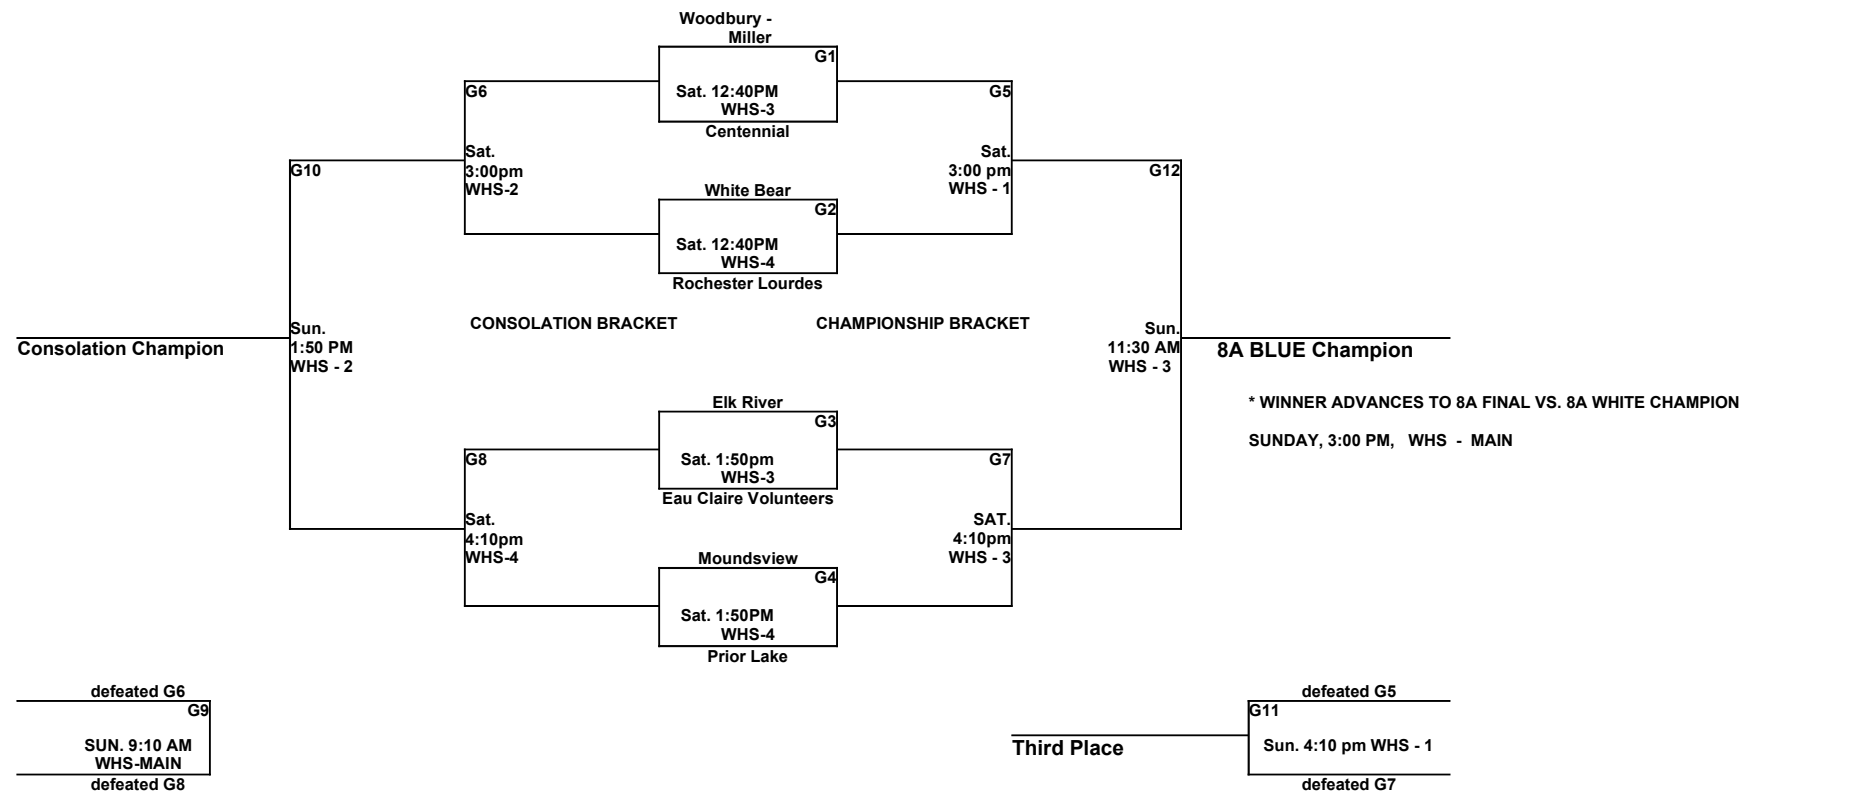 Woodbury -
Miller
G1
Sat. 12:40PM
WHS-3
Centennial
G6
Sat.
3:00pm
WHS-2
G5
Sat.
3:00 pm
WHS - 1
White Bear
G2
Sat. 12:40PM
WHS-4
Rochester Lourdes
G10
Sun.
1:50 PM
WHS - 2
G12
Sun.
11:30 AM
WHS - 3
CONSOLATION BRACKET
CHAMPIONSHIP BRACKET
Consolation Champion
8A BLUE Champion
* WINNER ADVANCES TO 8A FINAL VS. 8A WHITE CHAMPION
SUNDAY, 3:00 PM, WHS - MAIN
Elk River
G3
Sat. 1:50pm
WHS-3
Eau Claire Volunteers
G8
Sat.
4:10pm
WHS-4
G7
SAT.
4:10pm
WHS - 3
Moundsview
G4
Sat. 1:50PM
WHS-4
Prior Lake
defeated G6
G9
SUN. 9:10 AM
WHS-MAIN
defeated G8
Third Place
defeated G5
G11
Sun. 4:10 pm WHS - 1
defeated G7